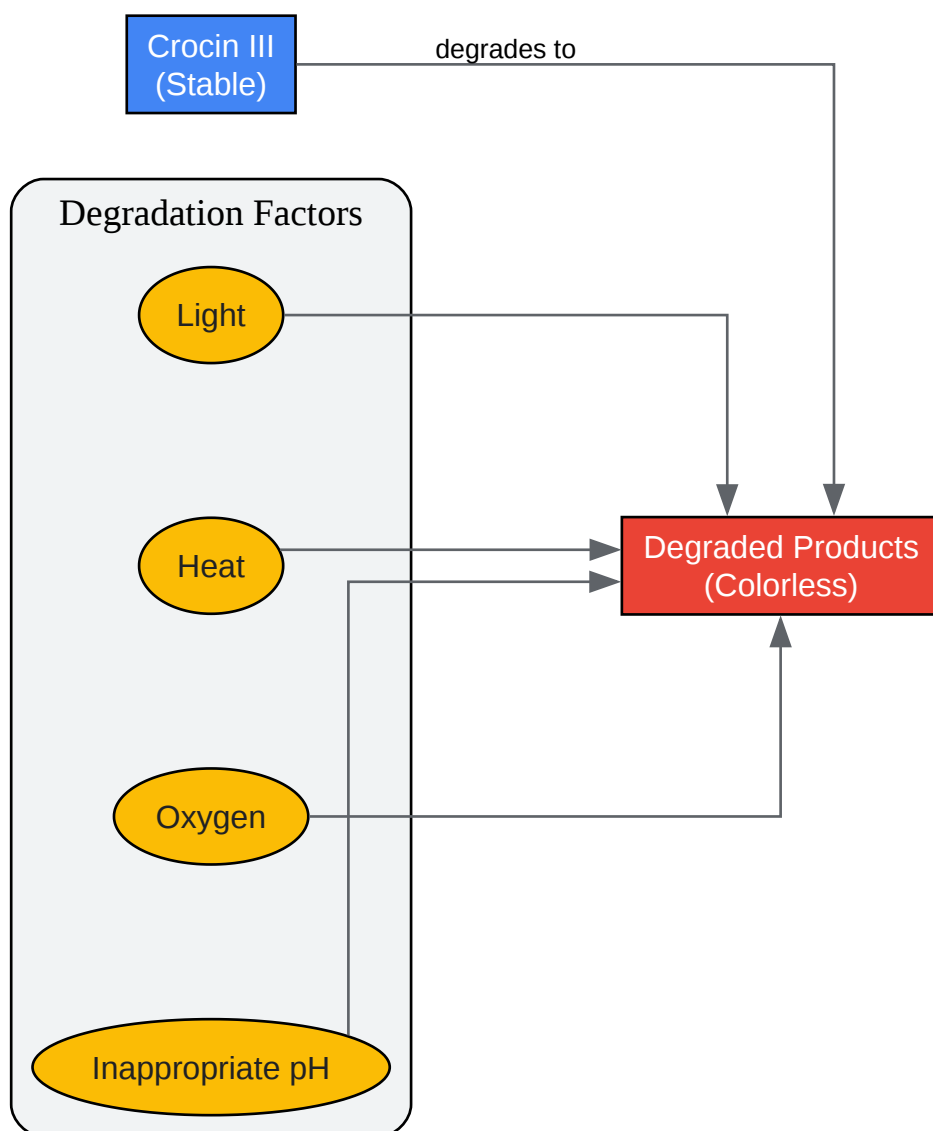 Crocin III
(Stable)
degrades to
Degradation Factors
Light
Heat
Degraded Products
(Colorless)
Oxygen
Inappropriate pH